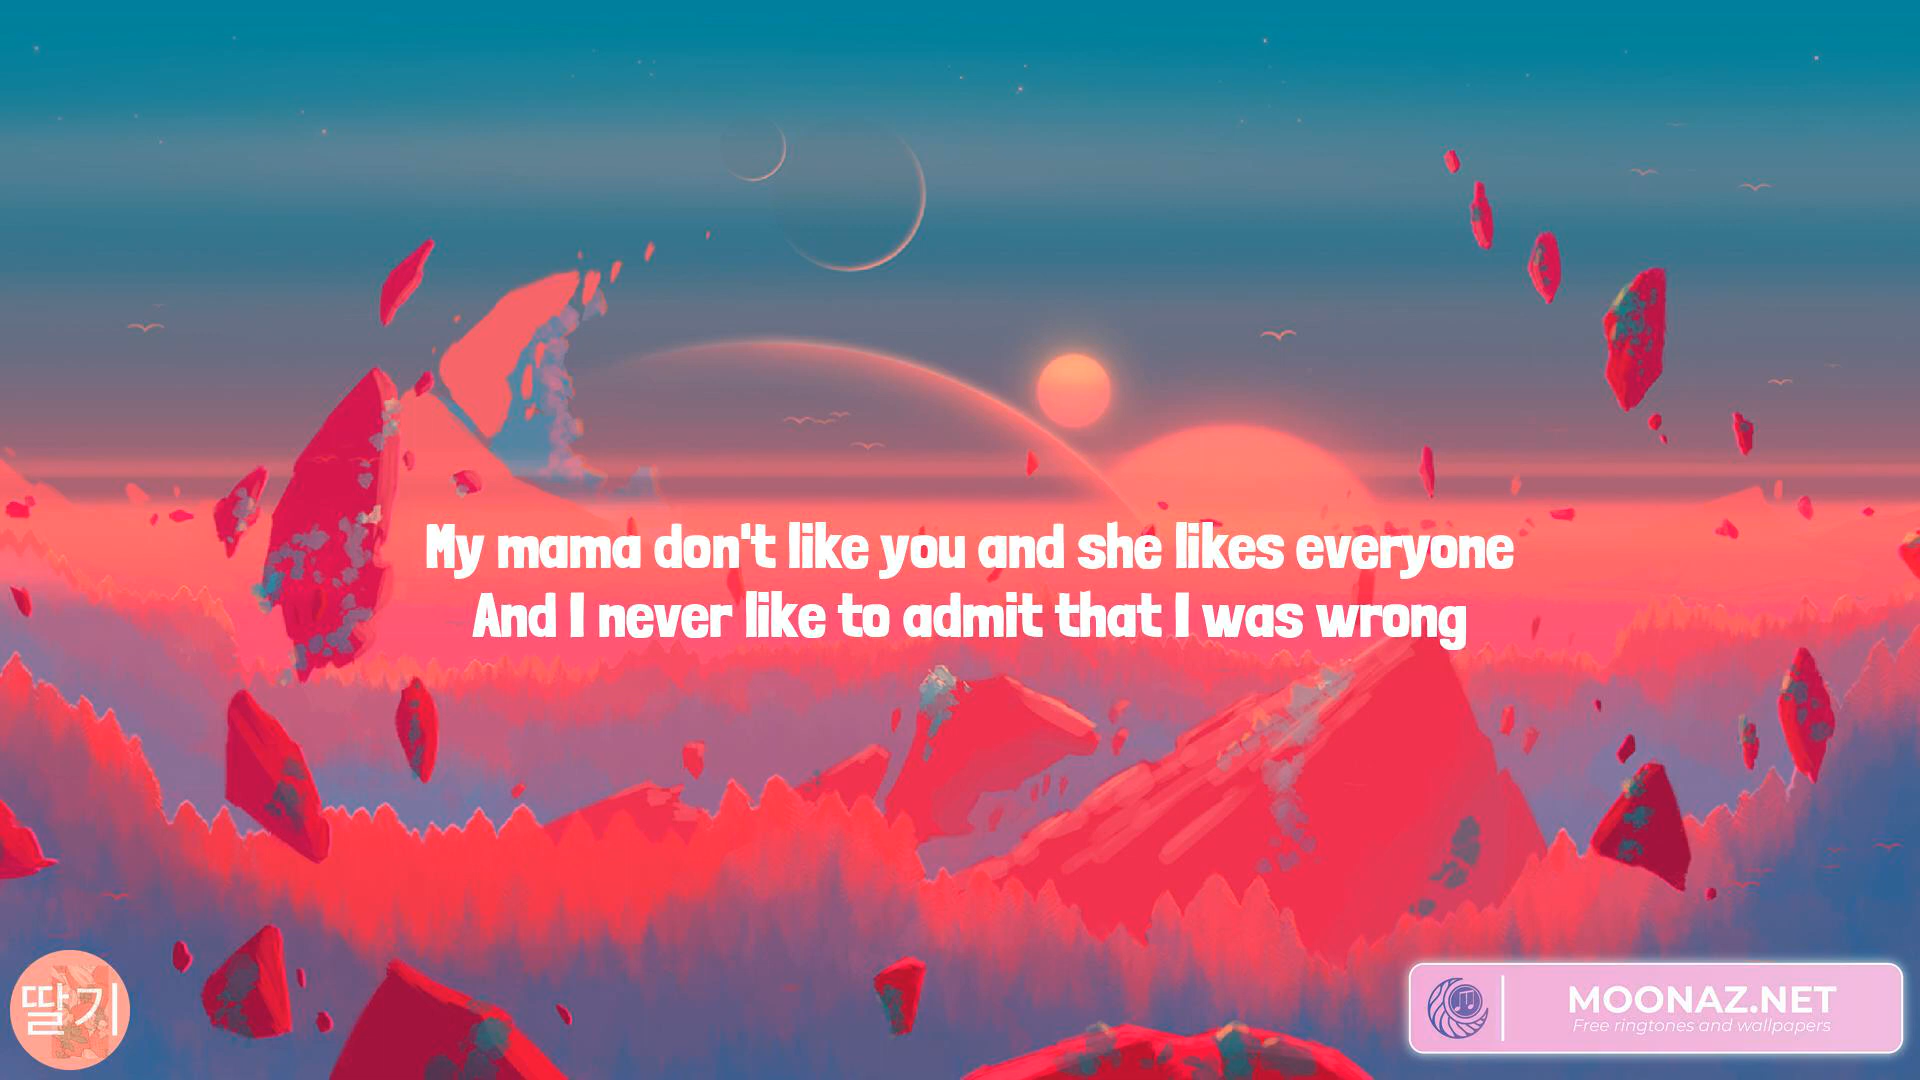 My mama don't like you and she likes everyone
And I never like to admit that I was wrong
딸기
MOONAZ.NET
Free ringtones and wallpapers